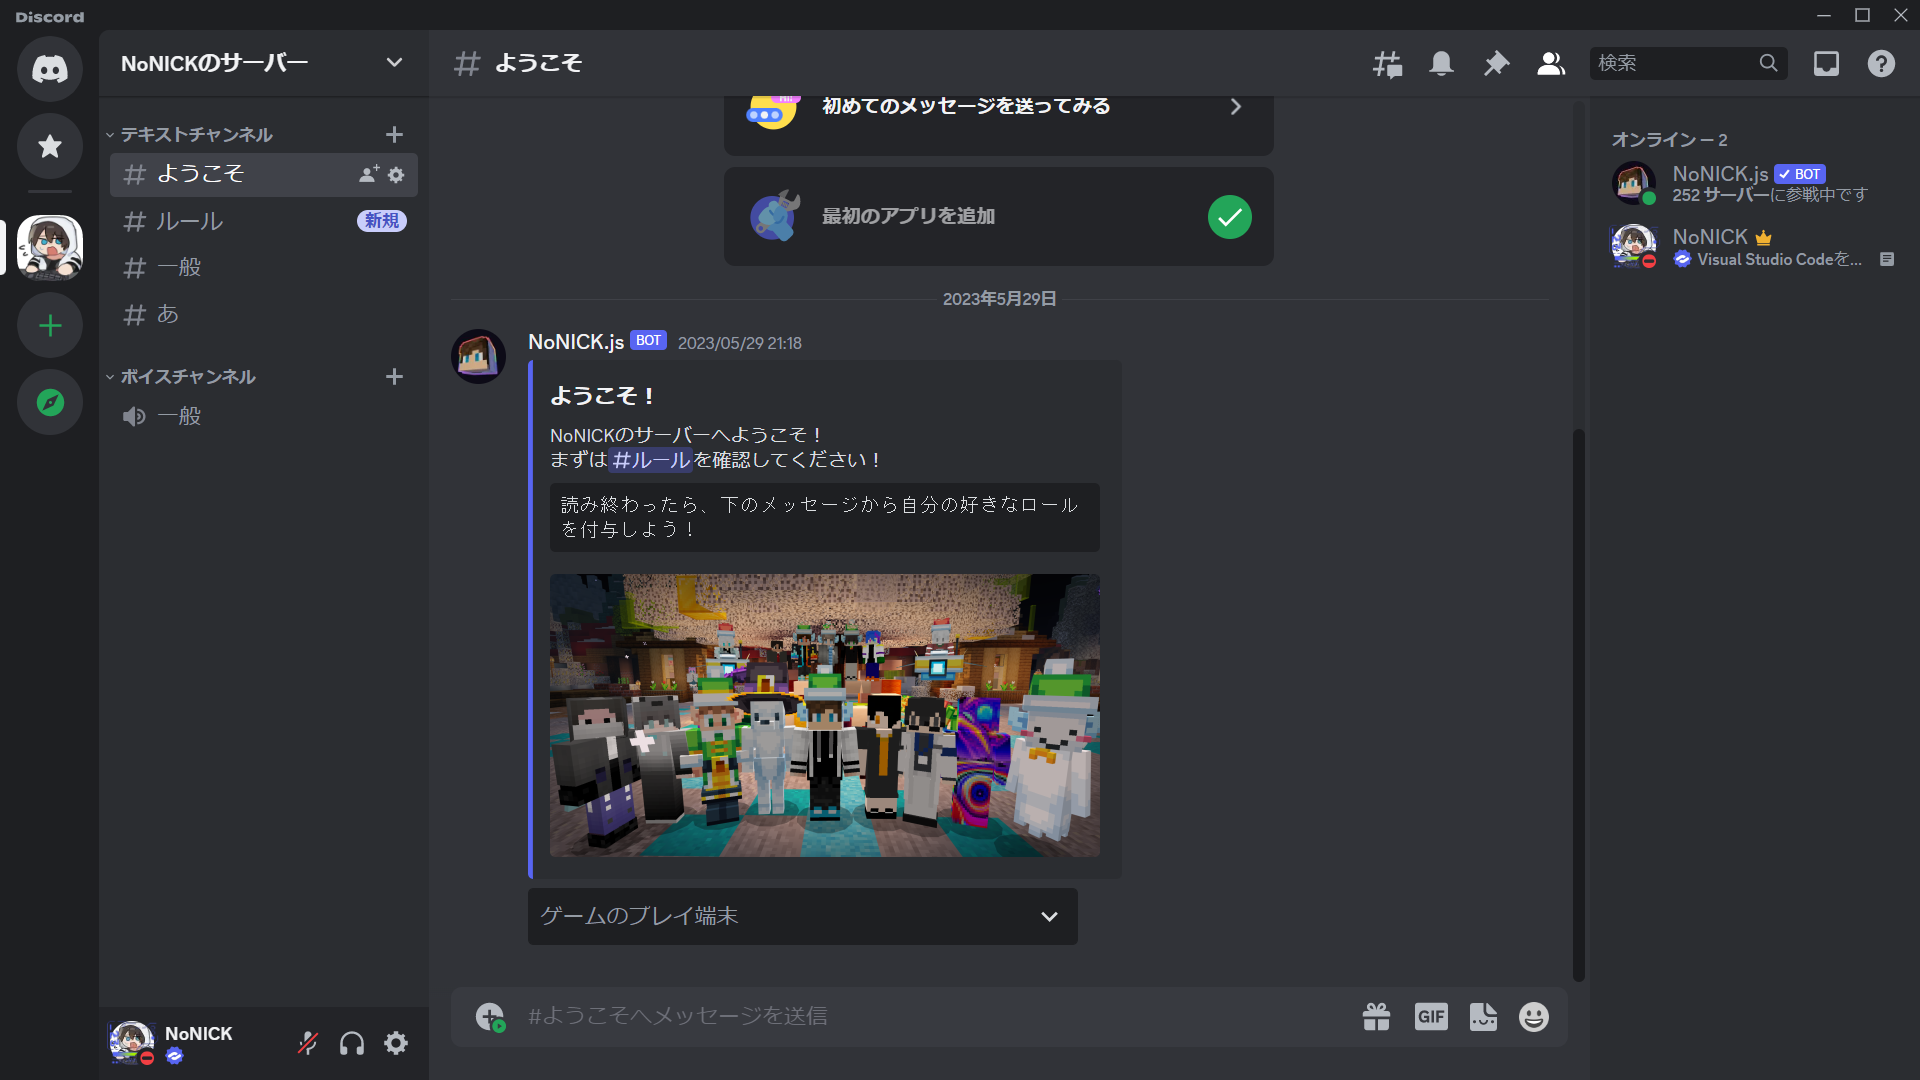 Discord
NoNICKのサーバー
テキストチャンネル
ようこそ
ルール
新規
一般
あ
ボイスチャンネル
一般
NoNICK
# ようこそ
検索
初めてのメッセージを送ってみる
最初のアプリを追加
2023年5月29日
NoNICK.js BOT 2023/05/29 21:18
ようこそ！
NoNICKのサーバーへようこそ！
まずは#ルールを確認してください！
読み終わったら、下のメッセージから自分の好きなロール
を付与しよう！
ゲームのプレイ端末
#ようこそへメッセージを送信
GIF
オンライン – 2
NoNICK.js BOT
252 サーバーに参戦中です
NoNICK
Visual Studio Codeを...